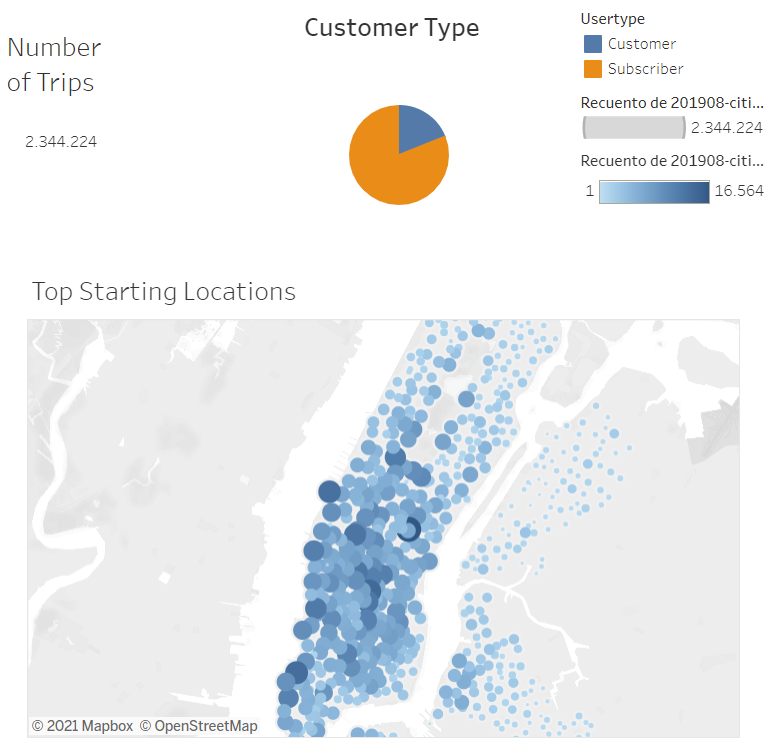 Number
of Trips
2.344.224
Customer Type
Usertype
Customer
Subscriber
Recuento de 201908-citi...
2.344.224
Recuento de 201908-citi...
1
16.564
Top Starting Locations
© 2021 Mapbox © OpenStreetMap